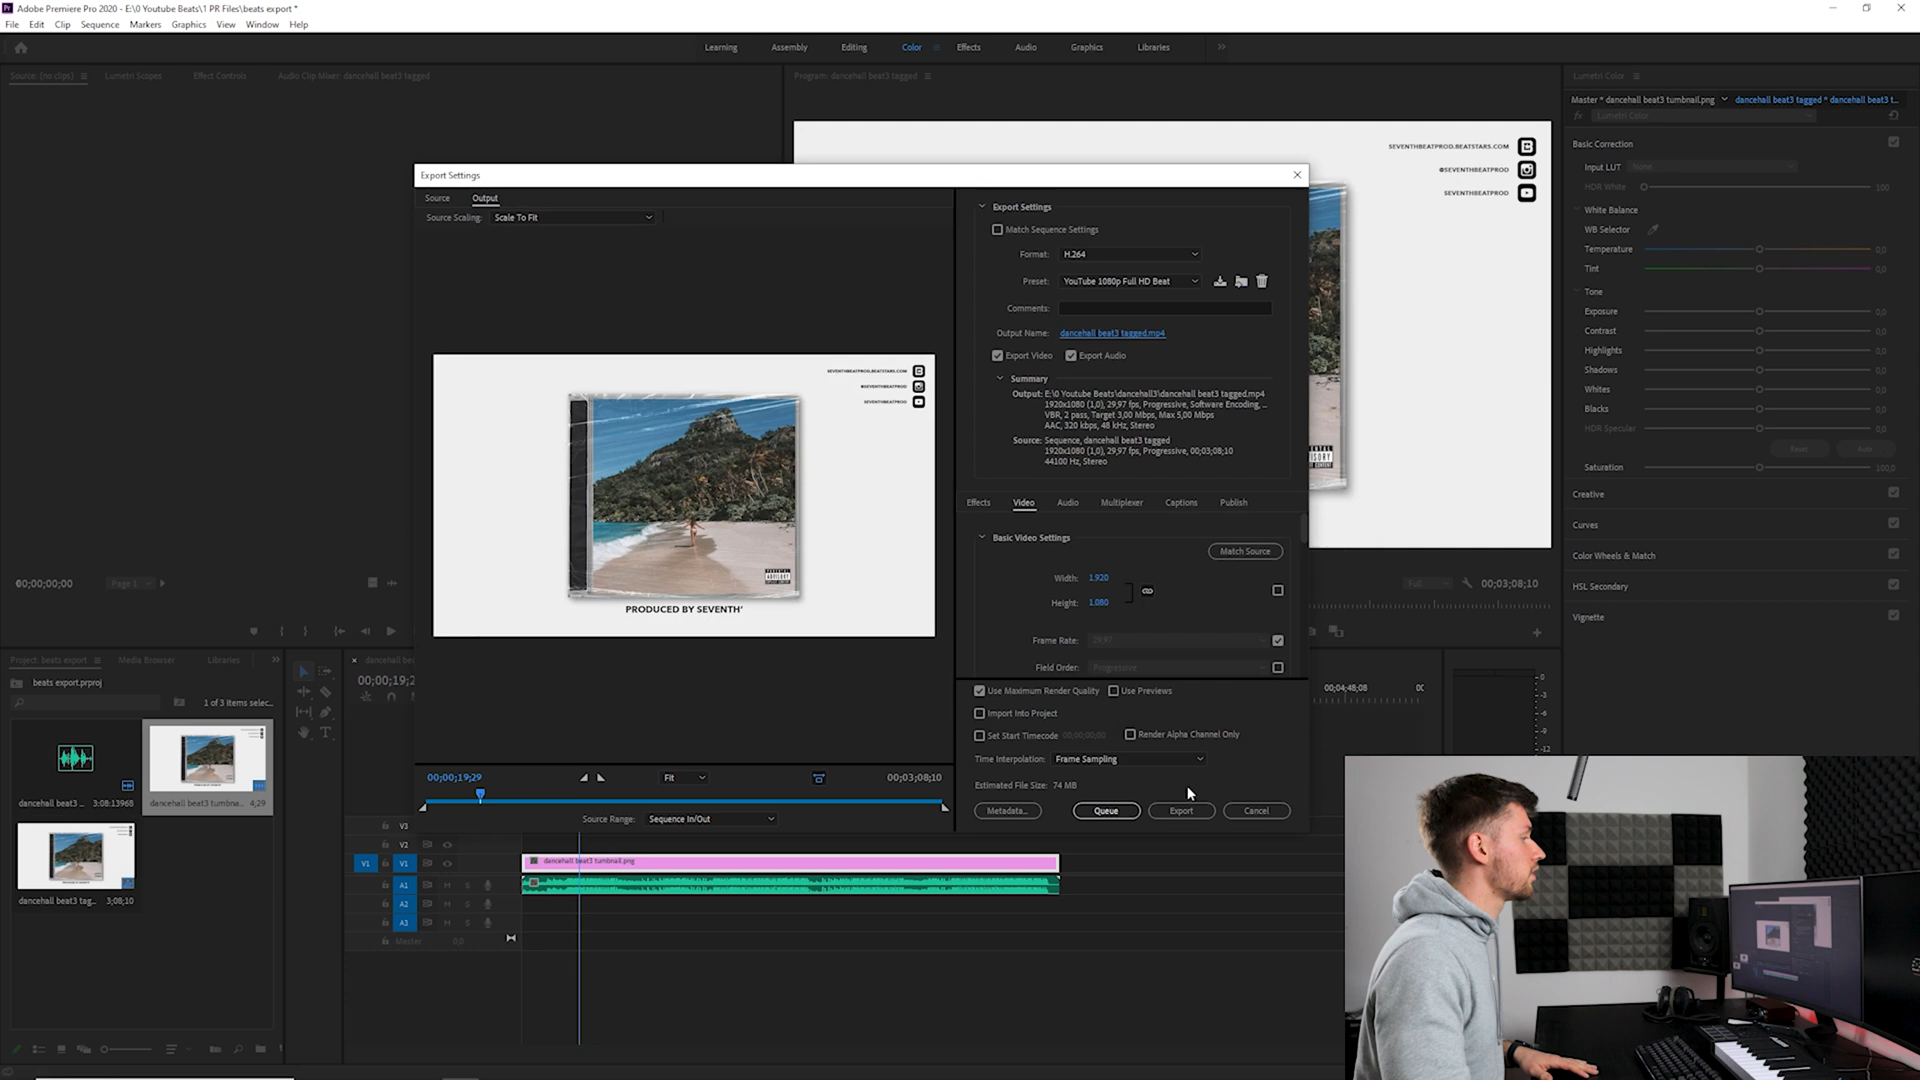 Adobe Premiere Pro 2020 - E:\0 Youtube Beats\1 PR Files\beats export *
File Edit Clip Sequence Markers Graphics View Window Help
Learning Assembly Editing Color Effects Audio Graphics Libraries
Source: (no clips) Lumetri Scopes Effect Controls Audio Clip Mixer: dancehall beat3 tagged
Program: dancehall beat3 tagged
Lumetri Color
Master * dancehall beat3 tumbnail.png dancehall beat3 tagged * dancehall beat3 t...
fx Lumetri Color
SEVENTHBEATPROD.BEATSTARS.COM
@SEVENTHBEATPROD
SEVENTHBEATPROD
Basic Correction
Input LUT None
HDR White 100
White Balance
WB Selector
Temperature 0,0
Tint 0,0
Tone
Exposure 0,0
Contrast 0,0
Highlights 0,0
Shadows 0,0
Whites 0,0
Blacks 0,0
HDR Specular
Reset Auto
Saturation 100,0
Creative
Curves
Color Wheels & Match
HSL Secondary
Vignette
Export Settings
Source Output
Source Scaling: Scale To Fit
SEVENTHBEATPROD.BEATSTARS.COM
@SEVENTHBEATPROD
SEVENTHBEATPROD
PARENTAL
ADVISORY
EXPLICIT CONTENT
PRODUCED BY SEVENTH'
00;00;19;29 Fit 00;03;08;10
Source Range: Sequence In/Out
Export Settings
Match Sequence Settings
Format: H.264
Preset: YouTube 1080p Full HD Beat
Comments:
Output Name: dancehall beat3 tagged.mp4
Export Video Export Audio
Summary
Output: E:\0 Youtube Beats\dancehall3\dancehall beat3 tagged.mp4
1920x1080 (1,0), 29,97 fps, Progressive, Software Encoding, ...
VBR, 2 pass, Target 3,00 Mbps, Max 5,00 Mbps
AAC, 320 kbps, 48 kHz, Stereo
Source: Sequence, dancehall beat3 tagged
1920x1080 (1,0), 29,97 fps, Progressive, 00;03;08;10
44100 Hz, Stereo
Effects Video Audio Multiplexer Captions Publish
Basic Video Settings
Match Source
Width: 1.920
Height: 1.080
Frame Rate: 29,97
Field Order: Progressive
Use Maximum Render Quality Use Previews
Import Into Project
Set Start Timecode 00;00;00;00 Render Alpha Channel Only
Time Interpolation: Frame Sampling
Estimated File Size: 74 MB
Metadata... Queue Export Cancel
00;00;00;00 Page 1
Full 00;03;08;10
Project: beats export Media Browser Libraries
beats export.prproj
1 of 3 items selec...
dancehall beat3 ... 3:08:13968
dancehall beat3 tumbna... 4;29
dancehall beat3 tag... 3;08;10
dancehall bea
00;00;19;2
00;04;48;08
V3
V2
V1 V1
A1 M S
A2 M S
A3 M S
Master 0,0
dancehall beat3 tumbnail.png
0
-3
-6
-9
-12